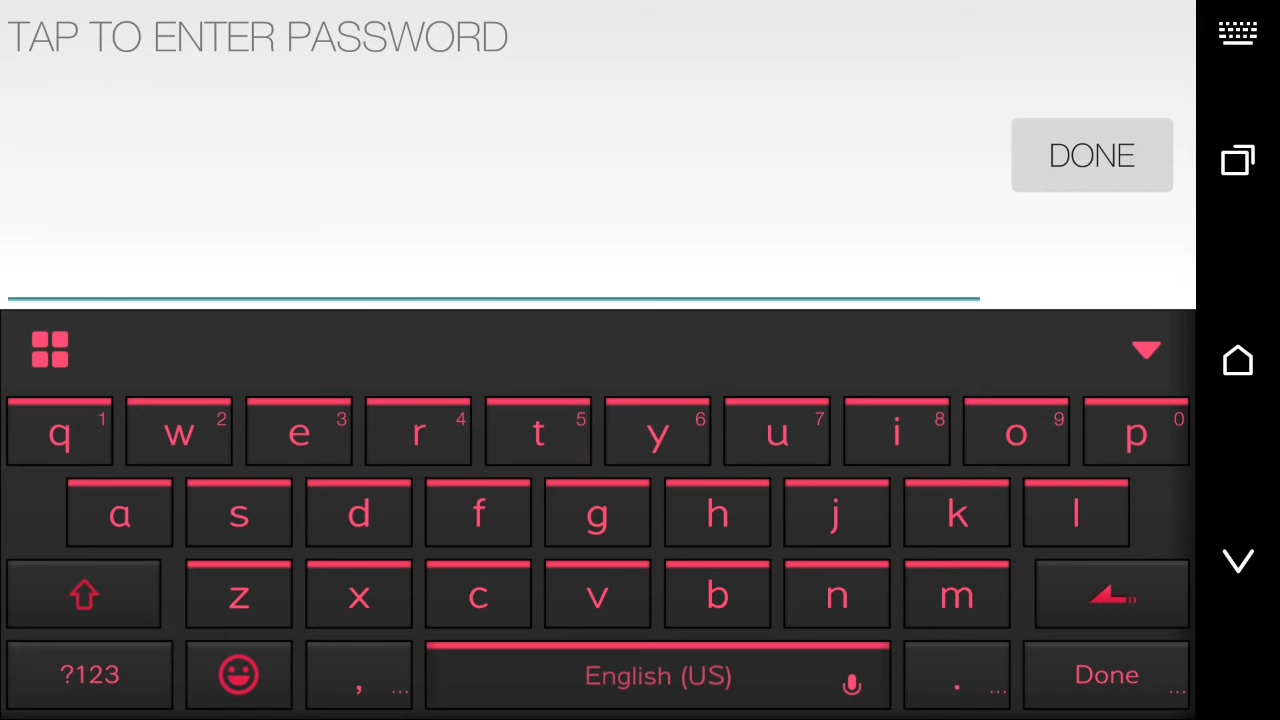 TAP TO ENTER PASSWORD
DONE
q 1 w 2 e 3 r 4 t 5 y 6 u 7 i 8 o 9 p 0
a s d f g h j k l
z x c v b n m
?123 , ... English (US) . ... Done ...